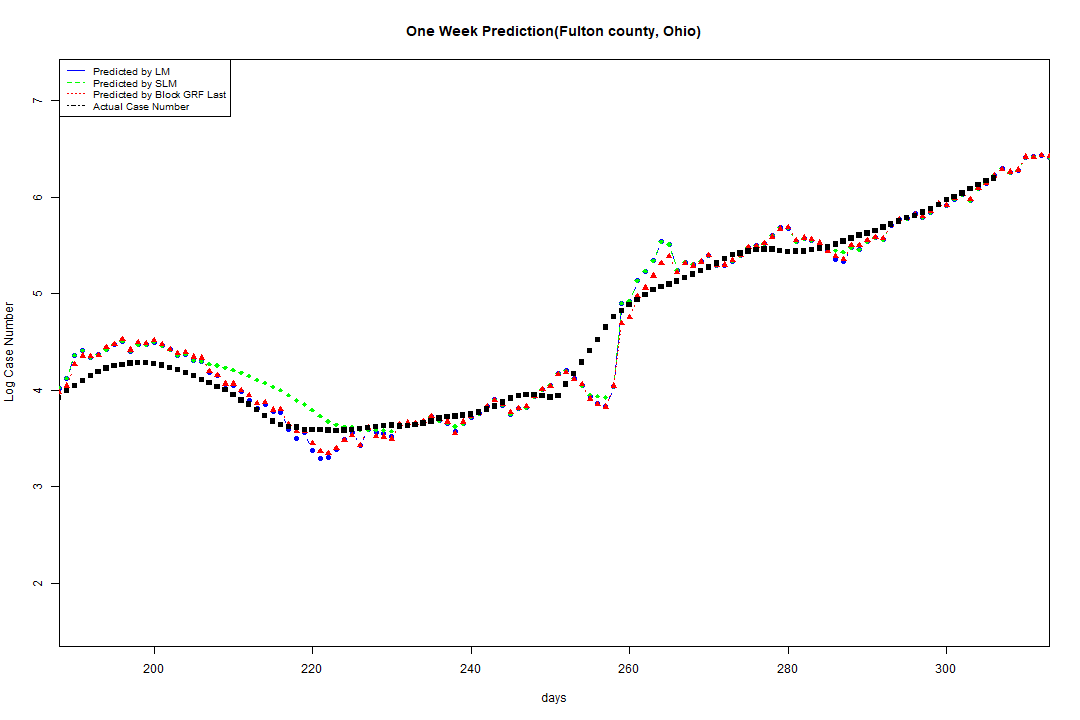 One Week Prediction(Fulton county, Ohio)
Predicted by LM
Predicted by SLM
Predicted by Block GRF Last
Actual Case Number
7
6
5
4
3
2
Log Case Number
200 220 240 260 280 300
days